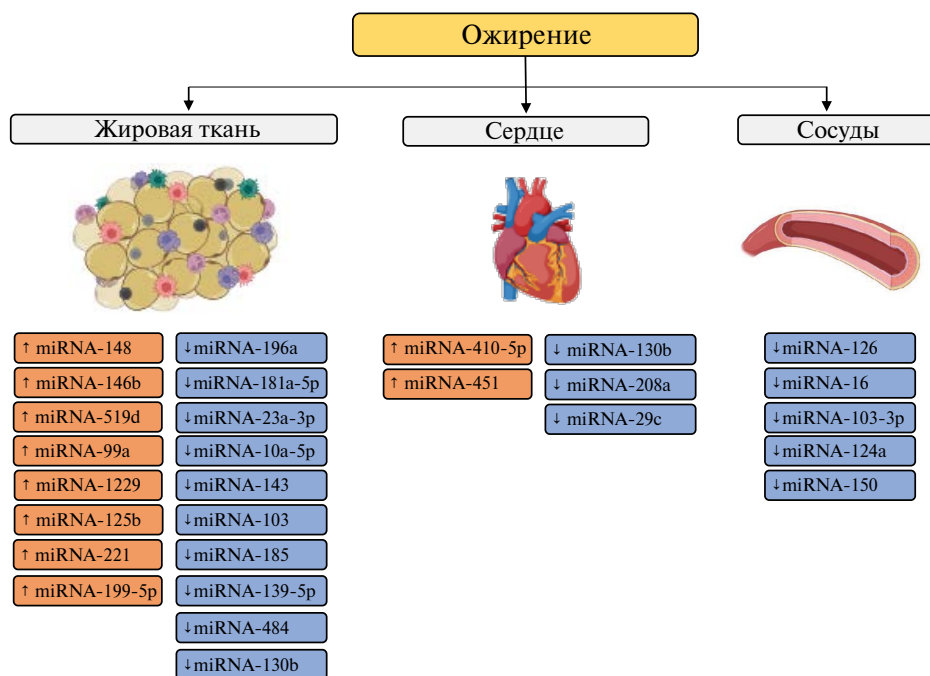 Ожирение
Жировая ткань
Сердце
Сосуды
↑ miRNA-148
↑ miRNA-146b
↑ miRNA-519d
↑ miRNA-99a
↑ miRNA-1229
↑ miRNA-125b
↑ miRNA-221
↑ miRNA-199-5p
↓miRNA-196a
↓miRNA-181a-5p
↓miRNA-23a-3p
↓miRNA-10a-5p
↓miRNA-143
↓miRNA-103
↓miRNA-185
↓miRNA-139-5p
↓miRNA-484
↓miRNA-130b
↑ miRNA-410-5p
↑ miRNA-451
↓ miRNA-130b
↓ miRNA-208a
↓ miRNA-29c
↓miRNA-126
↓miRNA-16
↓miRNA-103-3p
↓miRNA-124a
↓miRNA-150